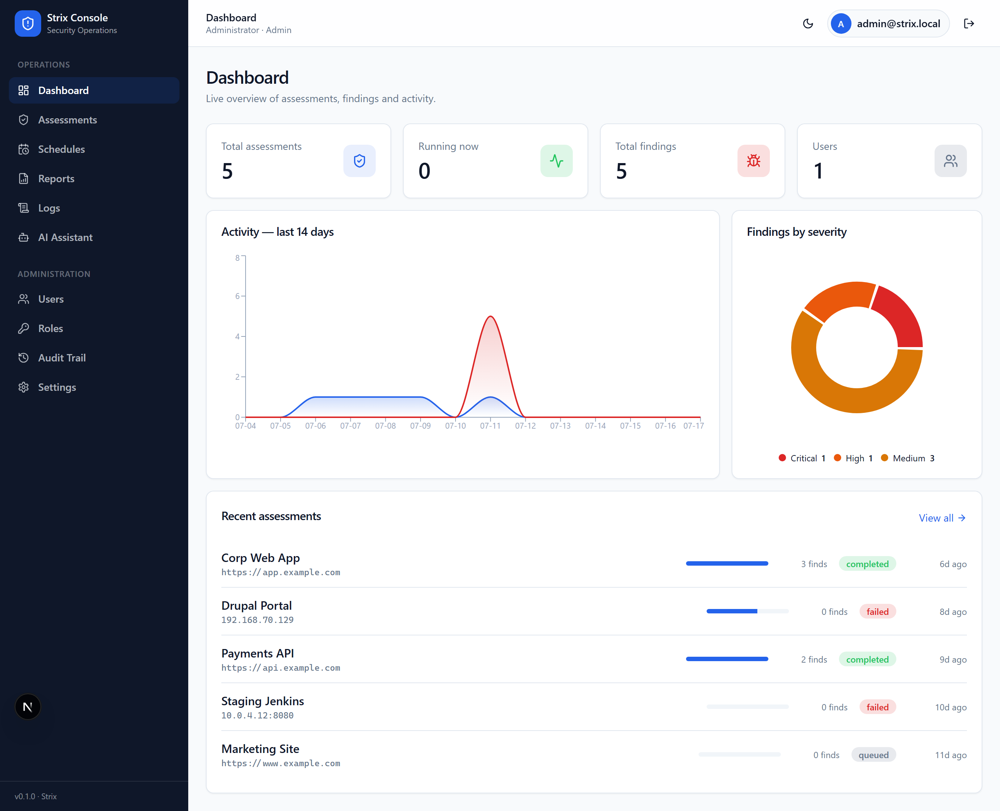 Strix Console
Security Operations
OPERATIONS
Dashboard
Assessments
Schedules
Reports
Logs
AI Assistant
ADMINISTRATION
Users
Roles
Audit Trail
Settings
N
v0.1.0 · Strix
Dashboard
Administrator · Admin
A admin@strix.local
Dashboard
Live overview of assessments, findings and activity.
Total assessments
5
Running now
0
Total findings
5
Users
1
Activity — last 14 days
8
6
4
2
0
07-04 07-05 07-06 07-07 07-08 07-09 07-10 07-11 07-12 07-13 07-14 07-15 07-16 07-17
Findings by severity
Critical 1 High 1 Medium 3
Recent assessments
View all
Corp Web App
https://app.example.com
3 finds completed 6d ago
Drupal Portal
192.168.70.129
0 finds failed 8d ago
Payments API
https://api.example.com
2 finds completed 9d ago
Staging Jenkins
10.0.4.12:8080
0 finds failed 10d ago
Marketing Site
https://www.example.com
0 finds queued 11d ago